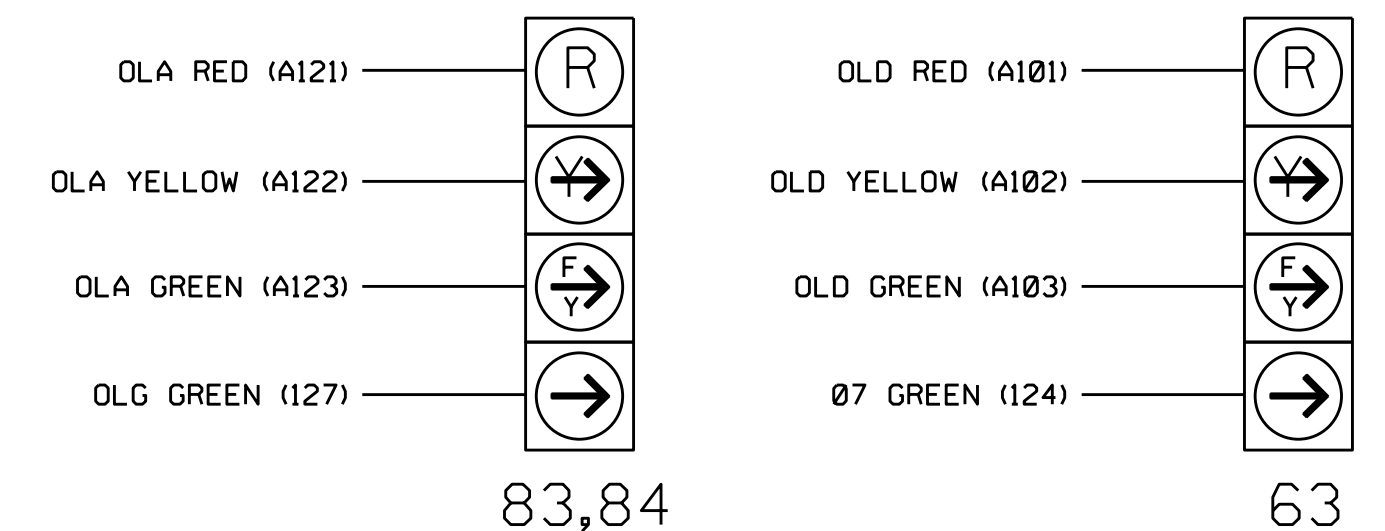 OLA RED (A121)
R
OLA YELLOW (A122)
Y
OLA GREEN (A123)
F
Y
OLG GREEN (127)
83,84
OLD RED (A101)
R
OLD YELLOW (A102)
Y
OLD GREEN (A103)
F
Y
Ø7 GREEN (124)
63